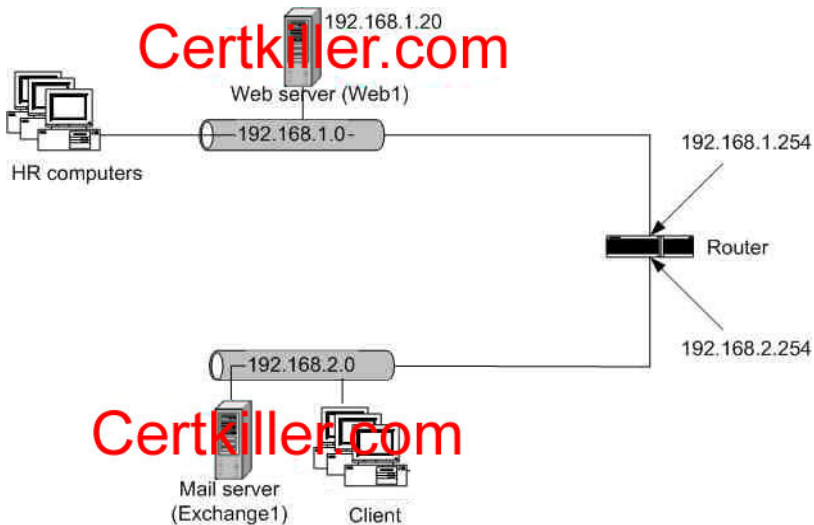 192.168.1.20
Certkiller.com
Web server (Web1)
192.168.1.0-
192.168.1.254
HR computers
Router
192.168.2.254
192.168.2.0
Certkiller.com
Mail server
(Exchange1)
Client